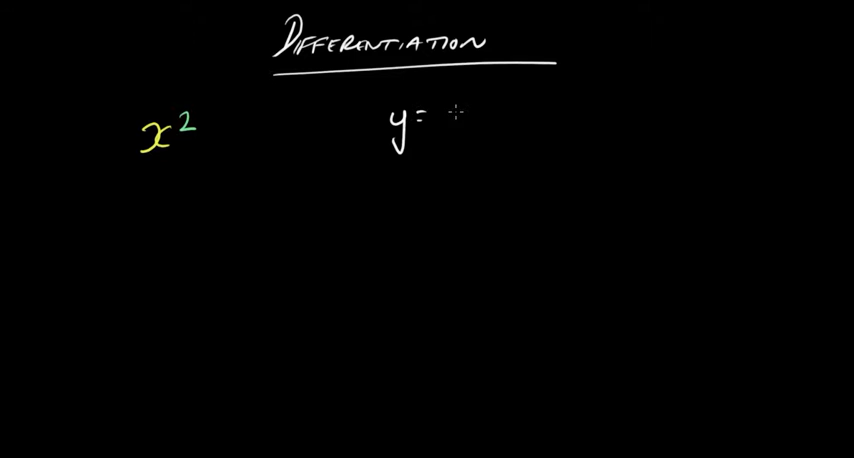 DIFFERENTIATION
x² y=